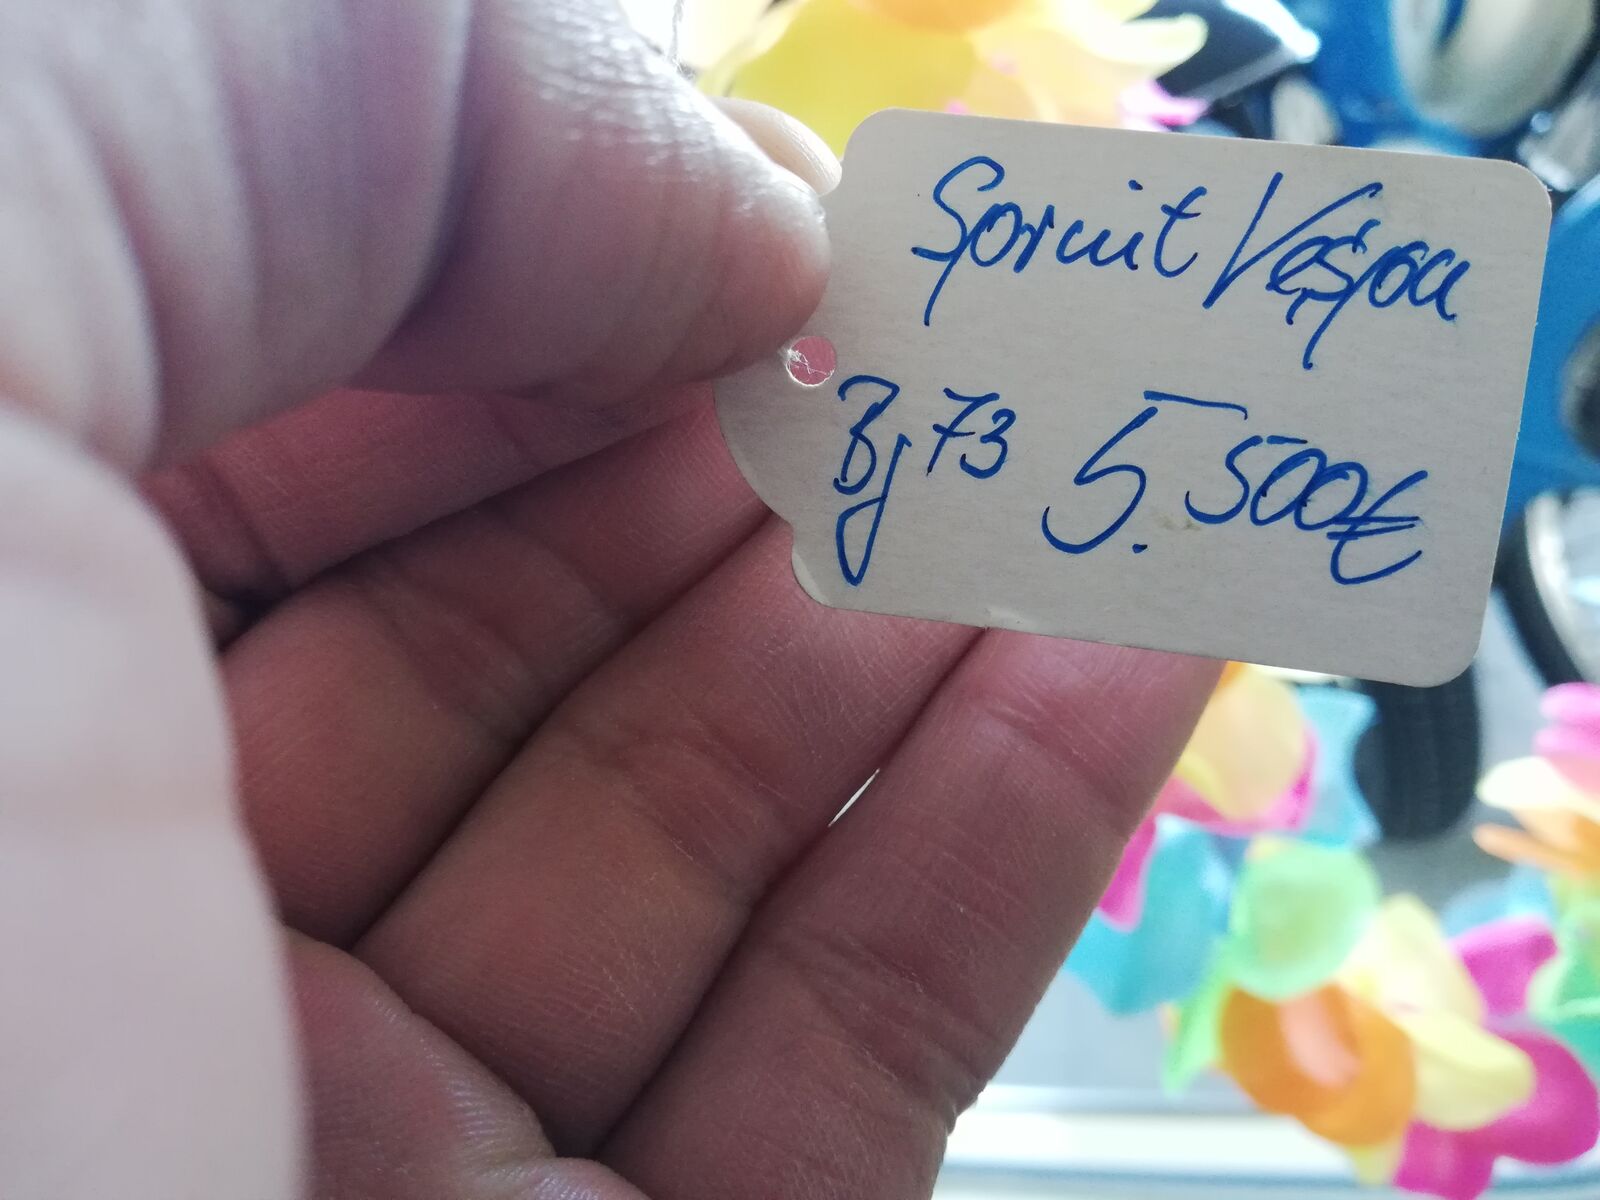 Sprint Vespa
Bj 73 5.500€